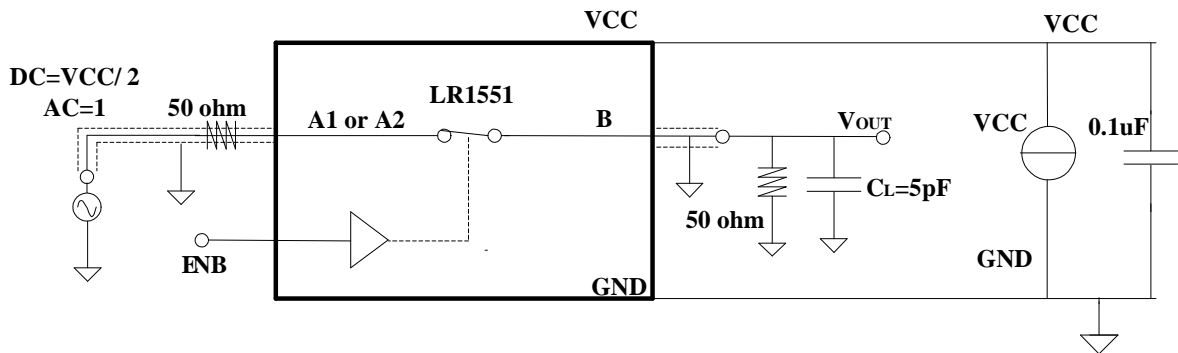 VCC
VCC
DC=VCC/ 2
AC=1
50 ohm
LR1551
A1 or A2
B
VOUT
VCC
0.1uF
CL=5pF
50 ohm
ENB
GND
GND